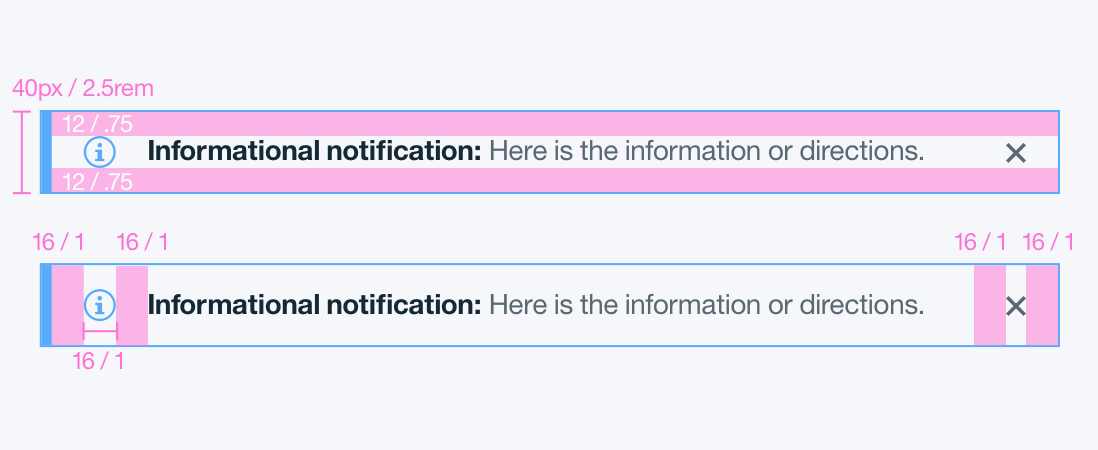 40px / 2.5rem
12 / .75
Informational notification: Here is the information or directions.
12 / .75
16 / 1 16 / 1 16 / 1 16 / 1
Informational notification: Here is the information or directions.
16 / 1